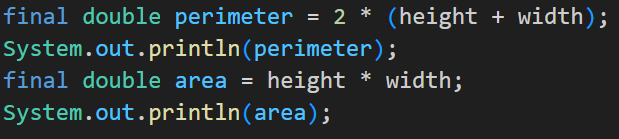 final double perimeter = 2 * (height + width);
System.out.println(perimeter);
final double area = height * width;
System.out.println(area);